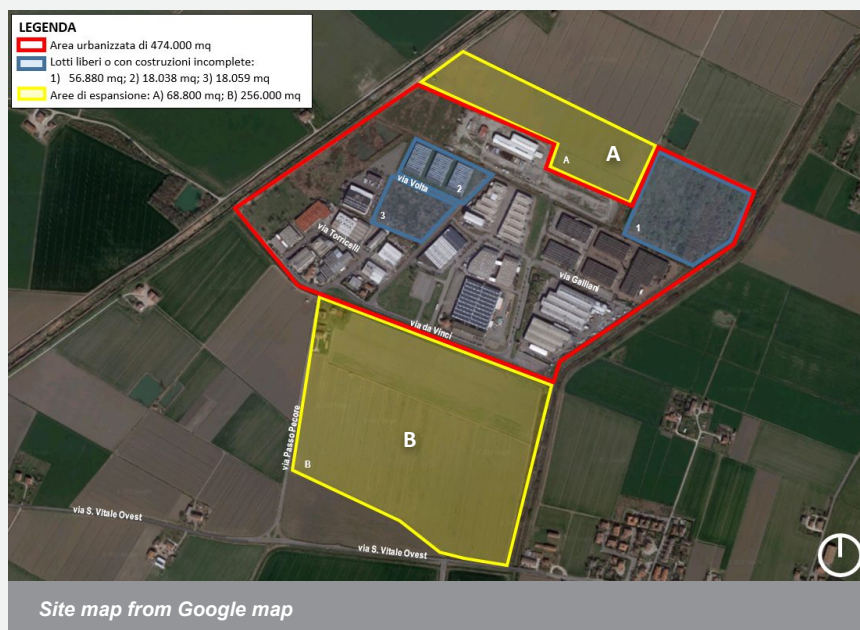 LEGENDA
Area urbanizzata di 474.000 mq
Lotti liberi o con costruzioni incomplete:
1) 56.880 mq; 2) 18.038 mq; 3) 18.059 mq
Aree di espansione: A) 68.800 mq; B) 256.000 mq
A
A
via Volta
2
3
1
via Torricelli
via Galliani
via da Vinci
via Passo Pecore
B
B
via S. Vitale Ovest
via S. Vitale Ovest
Site map from Google map